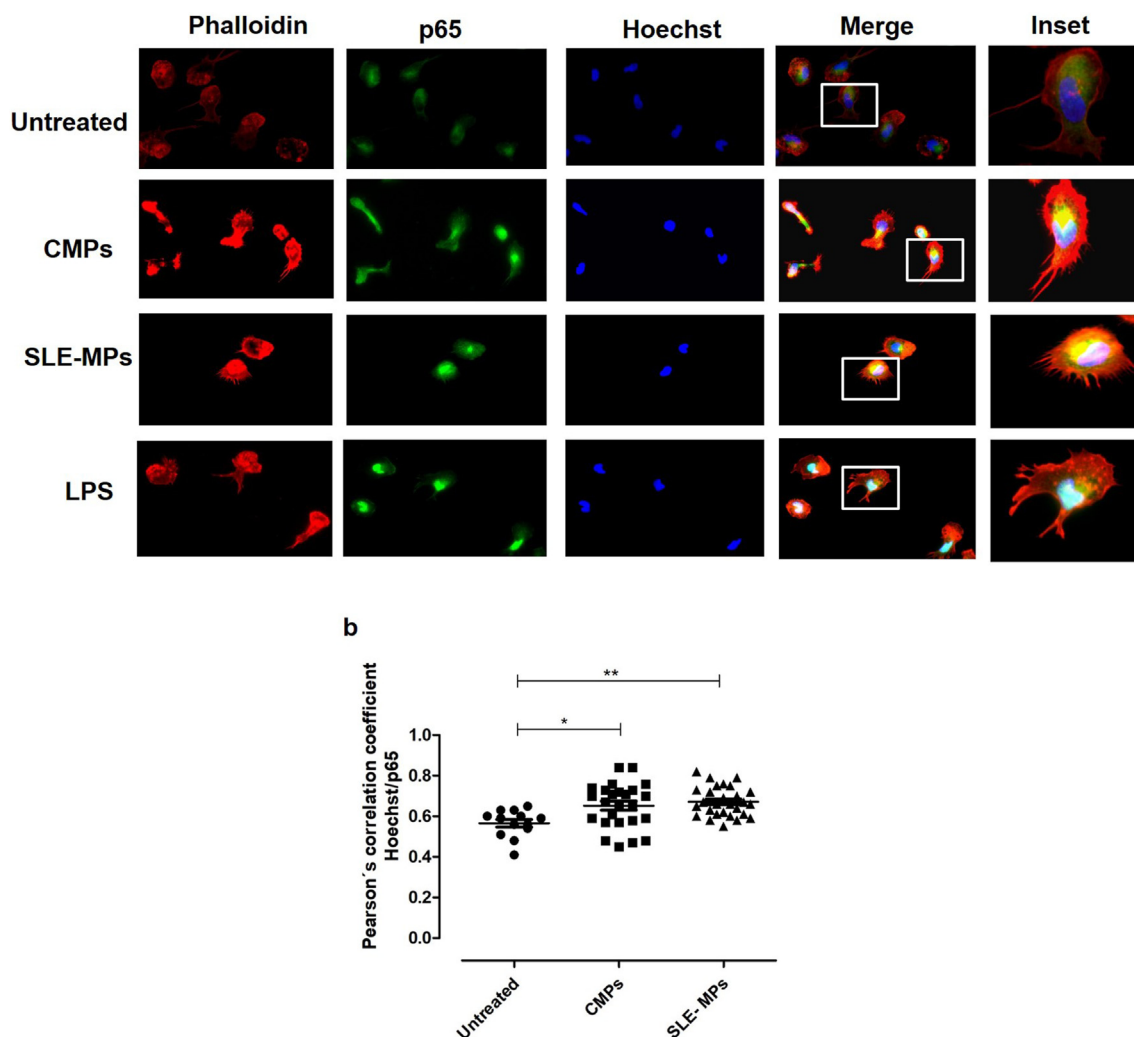 Phalloidin p65 Hoechst Merge Inset
Untreated
CMPs
SLE-MPs
LPS
b
Pearson´s correlation coefficient
Hoechst/p65
**
*
1.0
0.8
0.6
0.4
0.2
0.0
Untreated
CMPs
SLE- MPs